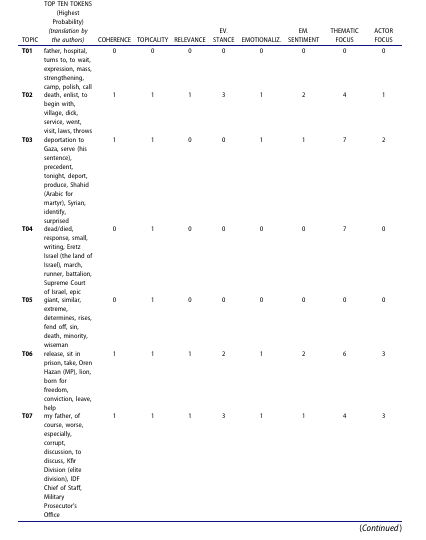 TOP TEN TOKENS
(Highest
Probability)
(translation by
the authors)
TOPIC COHERENCE TOPICALITY RELEVANCE EV. STANCE EMOTIONALIZ. EM. SENTIMENT THEMATIC FOCUS ACTOR FOCUS
T01 father, hospital, 0 0 0 0 0 0 0 0
turns to, to wait,
expression, mass,
strengthening,
camp, polish, call
T02 death, enlist, to 1 1 1 3 1 2 4 1
begin with,
village, dick,
service, went,
visit, laws, throws
T03 deportation to 1 1 0 0 1 1 7 2
Gaza, serve (his
sentence),
precedent,
tonight, deport,
produce, Shahid
(Arabic for
martyr), Syrian,
identify,
surprised
T04 dead/died, 0 1 0 0 0 0 7 0
response, small,
writing, Eretz
Israel (the land of
Israel), march,
runner, battalion,
Supreme Court
of Israel, epic
T05 giant, similar, 0 1 0 0 0 0 0 0
extreme,
determines, rises,
fend off, sin,
death, minority,
wiseman
T06 release, sit in 1 1 1 2 1 2 6 3
prison, take, Oren
Hazan (MP), lion,
born for
freedom,
conviction, leave,
help
T07 my father, of 1 1 1 3 1 1 4 3
course, worse,
especially,
corrupt,
discussion, to
discuss, Kfir
Division (elite
division), IDF
Chief of Staff,
Military
Prosecutor's
Office
(Continued)